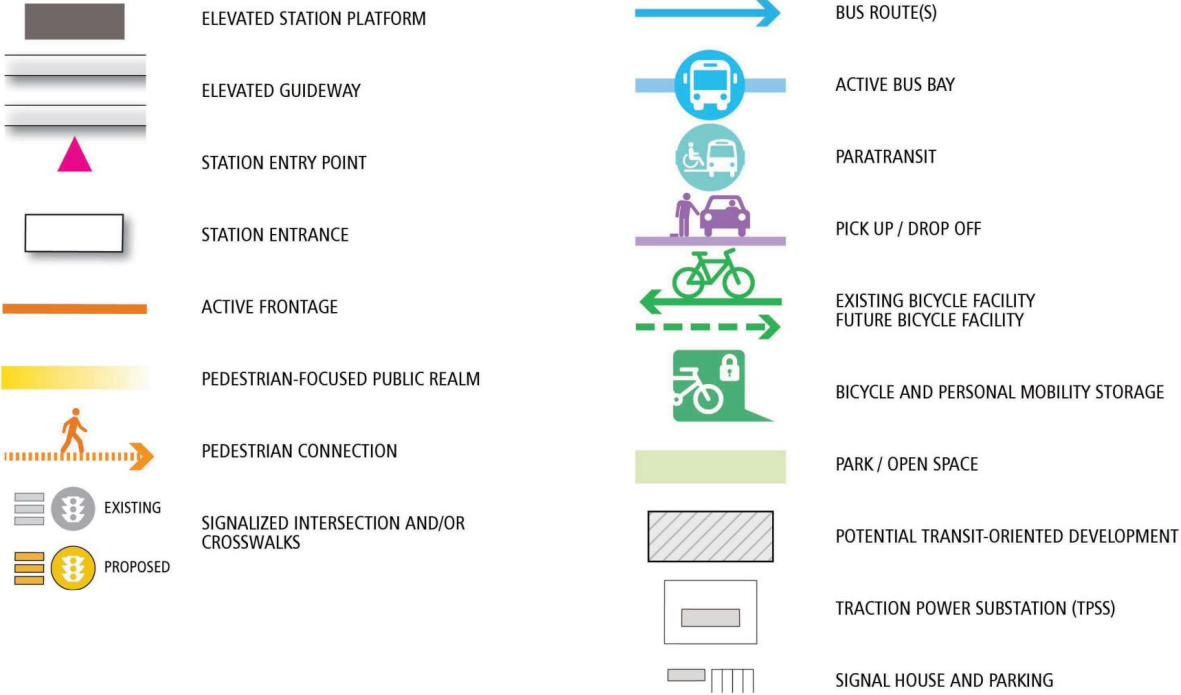 ELEVATED STATION PLATFORM
ELEVATED GUIDEWAY
STATION ENTRY POINT
STATION ENTRANCE
ACTIVE FRONTAGE
PEDESTRIAN-FOCUSED PUBLIC REALM
PEDESTRIAN CONNECTION
EXISTING
PROPOSED
SIGNALIZED INTERSECTION AND/OR
CROSSWALKS
BUS ROUTE(S)
ACTIVE BUS BAY
PARATRANSIT
PICK UP / DROP OFF
EXISTING BICYCLE FACILITY
FUTURE BICYCLE FACILITY
BICYCLE AND PERSONAL MOBILITY STORAGE
PARK / OPEN SPACE
POTENTIAL TRANSIT-ORIENTED DEVELOPMENT
TRACTION POWER SUBSTATION (TPSS)
SIGNAL HOUSE AND PARKING